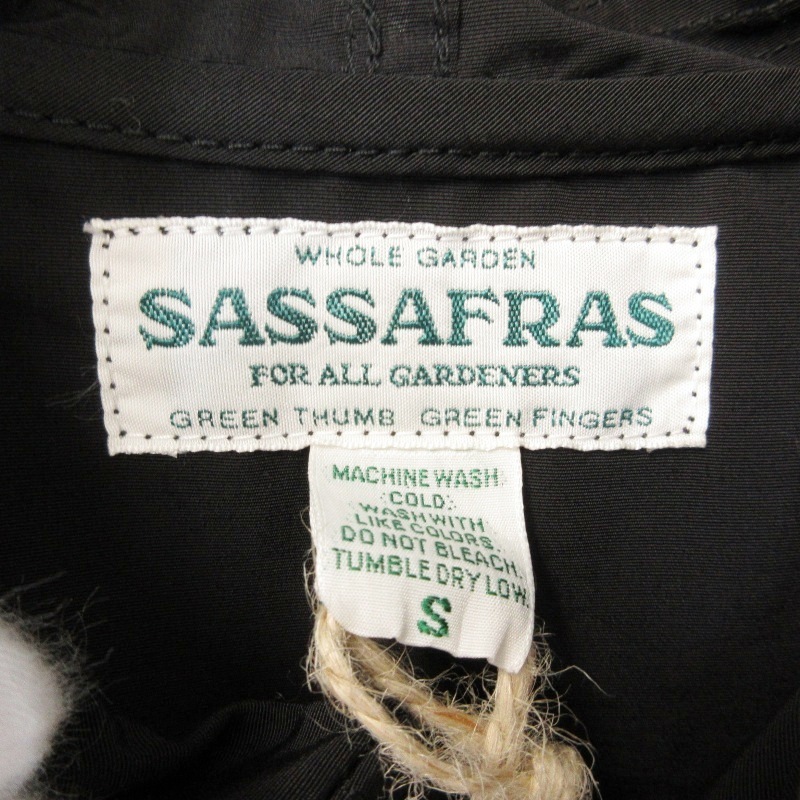 WHOLE GARDEN
SASSAFRAS
FOR ALL GARDENERS
GREEN THUMB GREEN FINGERS
MACHINE WASH
COLD.
WASH WITH
LIKE COLORS.
DO NOT BLEACH.
TUMBLE DRY LOW.
S